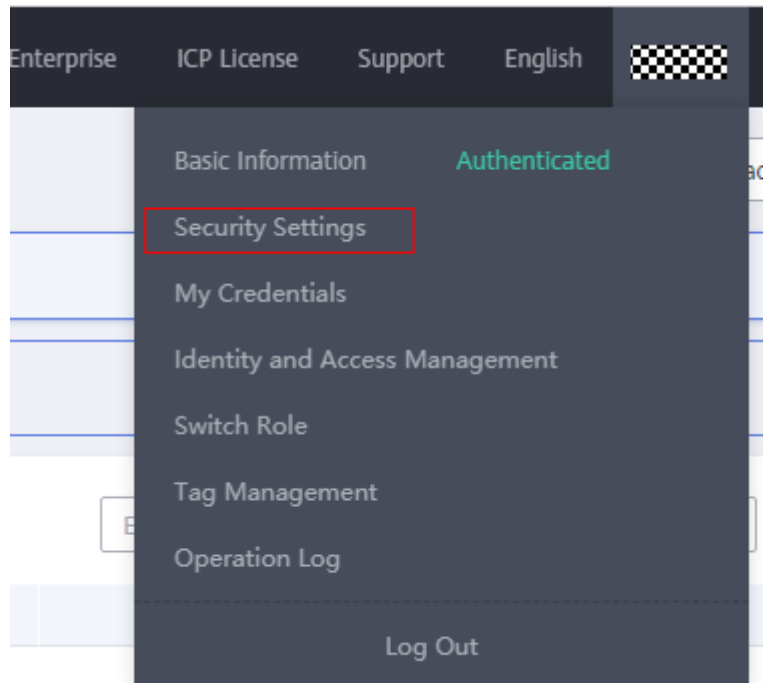 Enterprise ICP License Support English
Basic Information Authenticated
Security Settings
My Credentials
Identity and Access Management
Switch Role
Tag Management
Operation Log
Log Out